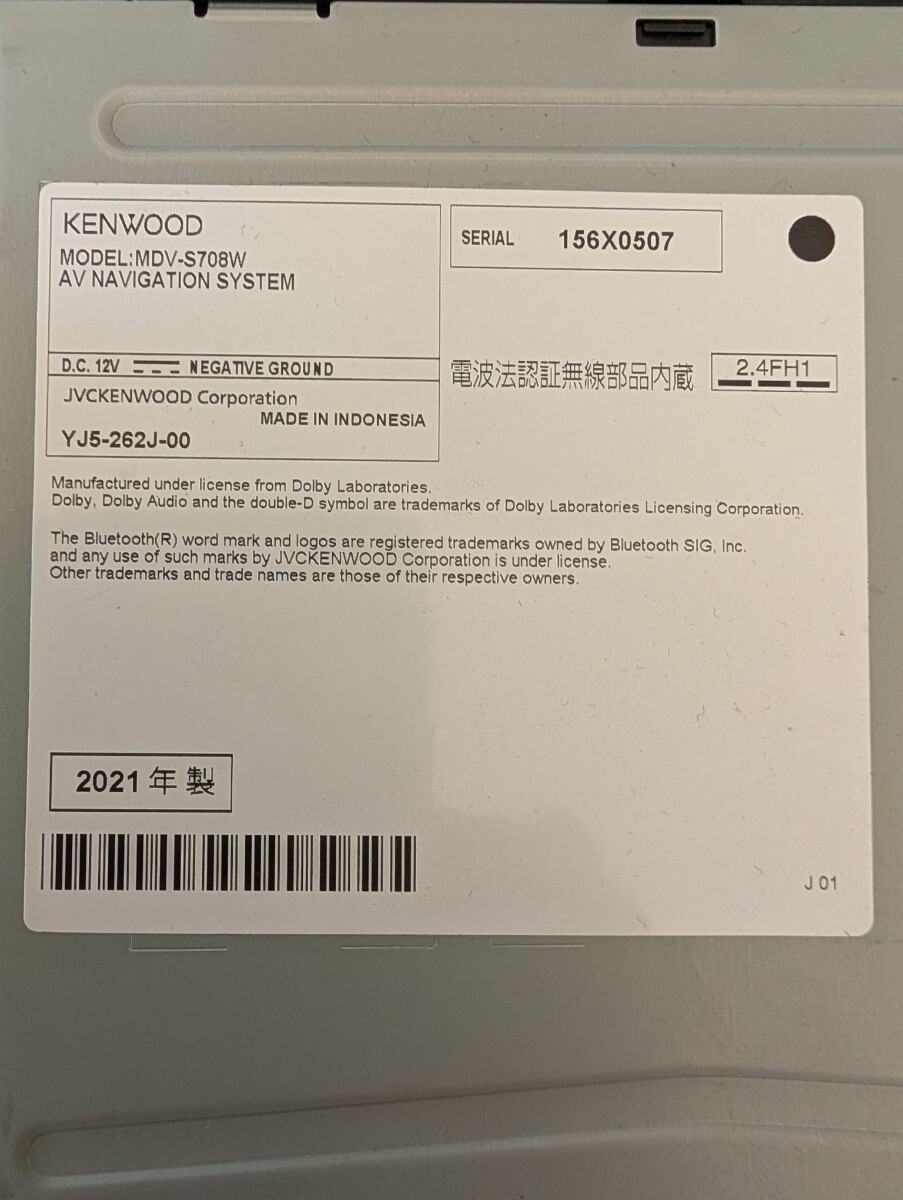 KENWOOD
MODEL:MDV-S708W
AV NAVIGATION SYSTEM
D.C. 12V NEGATIVE GROUND
JVCKENWOOD Corporation
MADE IN INDONESIA
YJ5-262J-00
SERIAL 156X0507
電波法認証無線部品内蔵 2.4FH1
Manufactured under license from Dolby Laboratories.
Dolby, Dolby Audio and the double-D symbol are trademarks of Dolby Laboratories Licensing Corporation.
The Bluetooth(R) word mark and logos are registered trademarks owned by Bluetooth SIG, Inc.
and any use of such marks by JVCKENWOOD Corporation is under license.
Other trademarks and trade names are those of their respective owners.
2021 年 製
J 01